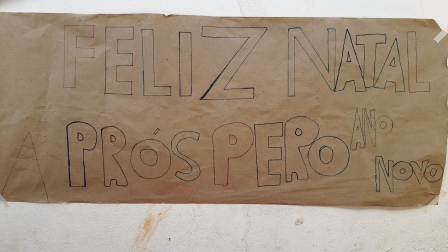 FELIZ NATAL
A PRÓSPERO ANO
NOVO